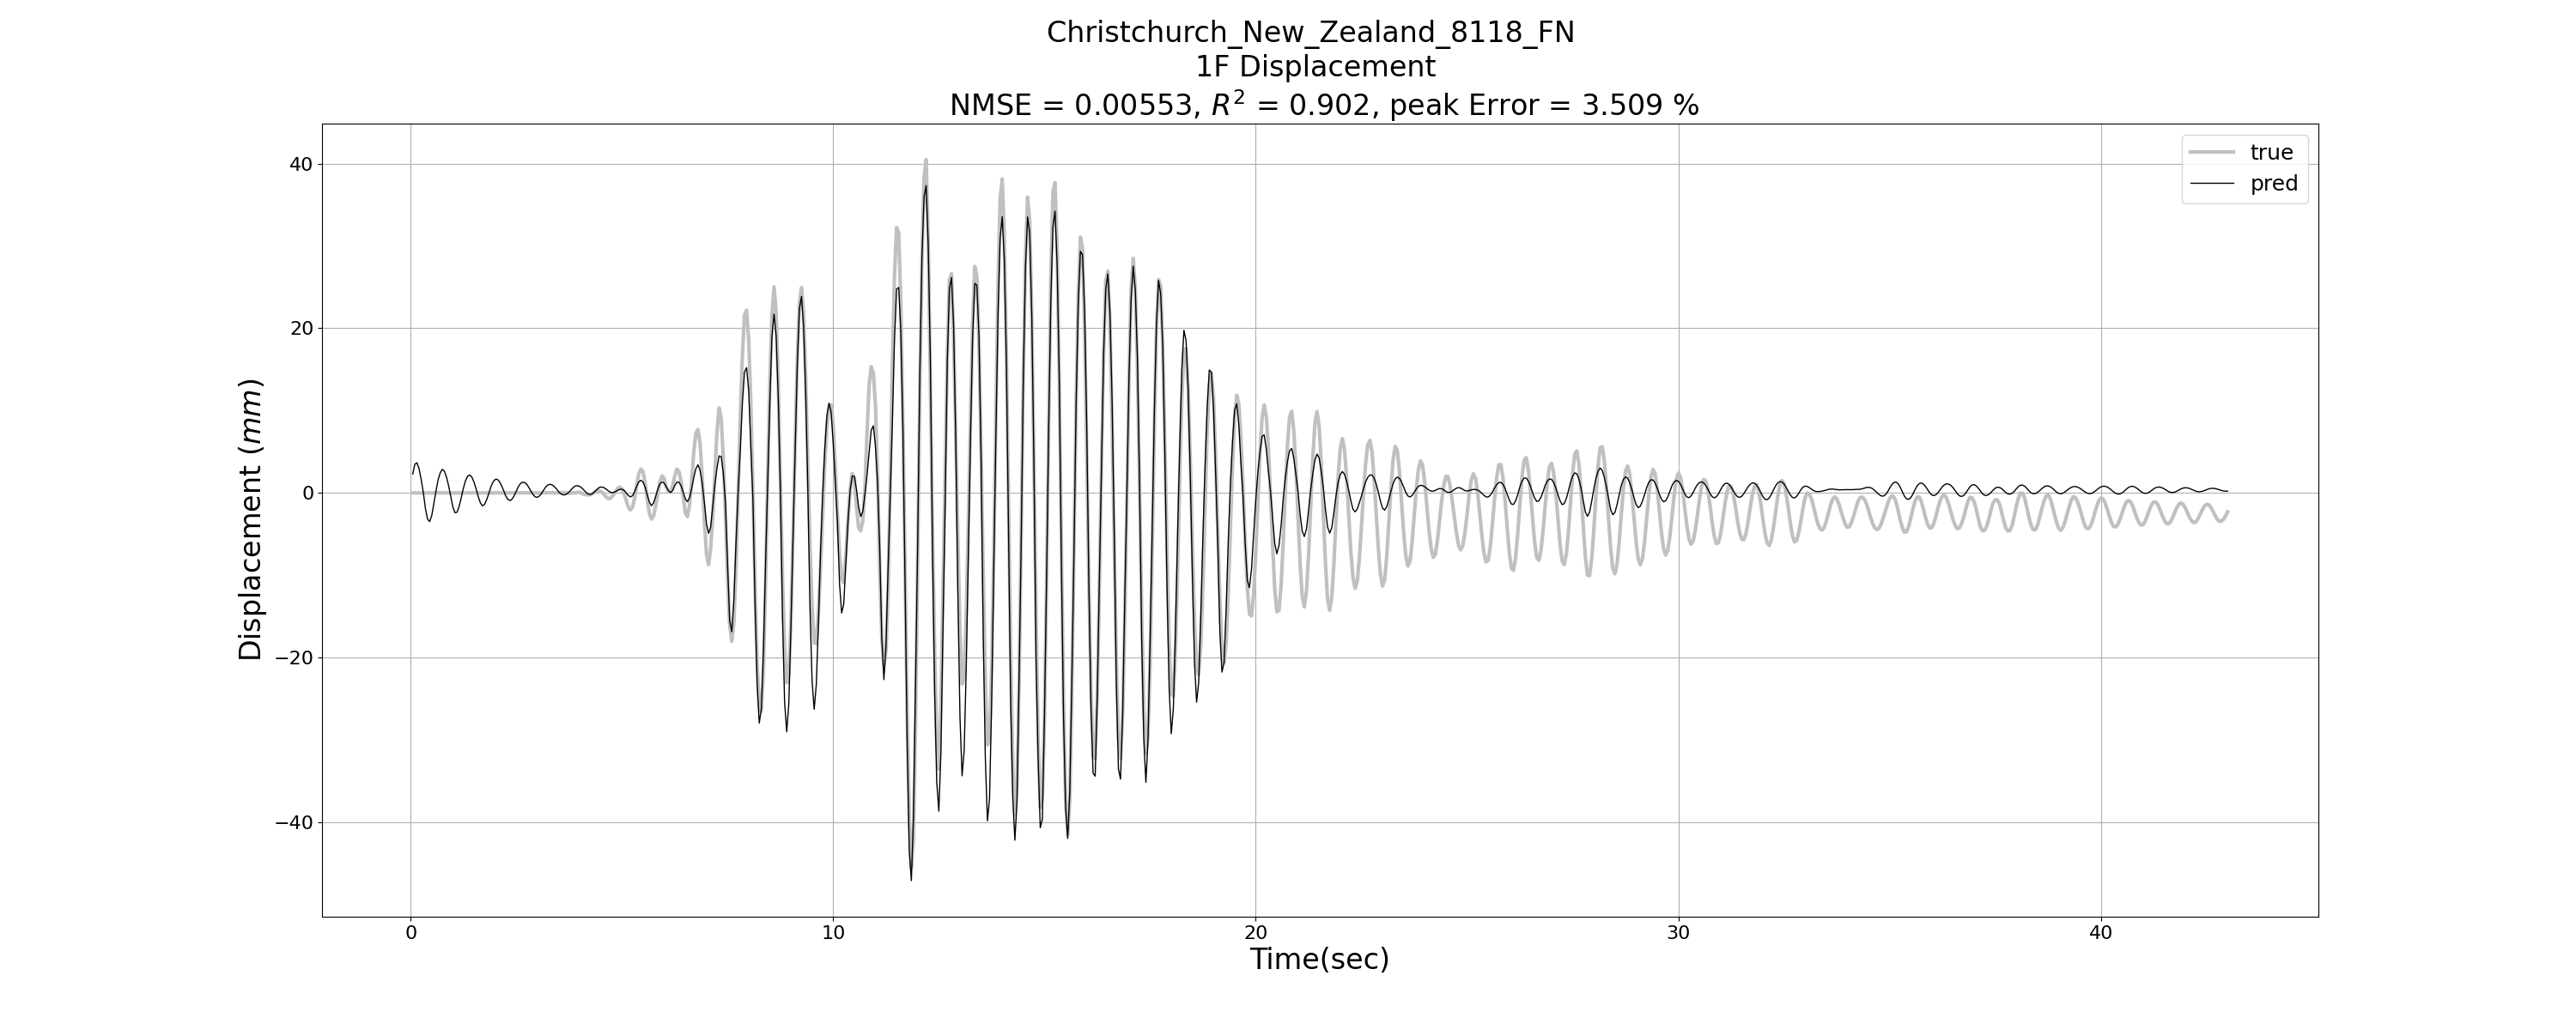 Christchurch_New_Zealand_8118_FN
1F Displacement
NMSE = 0.00553, R² = 0.902, peak Error = 3.509 %
true
pred
40
20
0
−20
−40
Displacement (mm)
0 10 20 30 40
Time(sec)